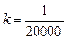 k = 1/20000